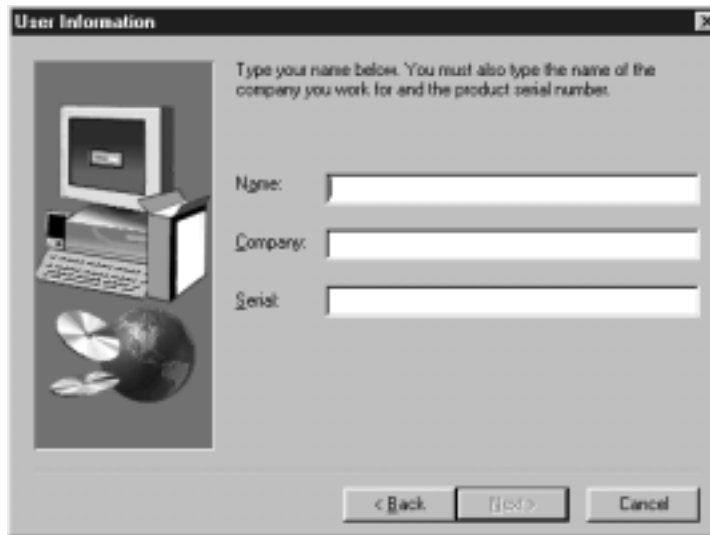 User Information
Type your name below. You must also type the name of the
company you work for and the product serial number.
Name:
Company:
Serial:
< Back
Next >
Cancel